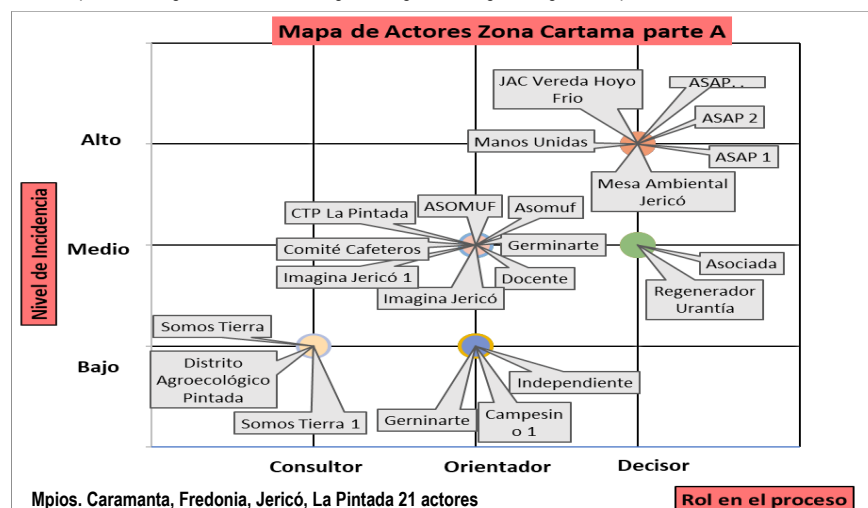 Mapa de Actores Zona Cartama parte A
JAC Vereda Hoyo
Frio
ASAP
ASAP 2
Alto
Manos Unidas
ASAP 1
Mesa Ambiental
Jericó
Nivel de Incidencia
CTP La Pintada
ASOMUF
Asomuf
Medio
Comité Cafeteros
Germinarte
Asociada
Imagina Jericó 1
Docente
Imagina Jericó
Regenerador
Urantía
Somos Tierra
Bajo
Distrito
Agroecológico
Pintada
Independiente
Somos Tierra 1
Gerninarte
Campesin
o 1
Consultor
Orientador
Decisor
Mpios. Caramanta, Fredonia, Jericó, La Pintada 21 actores
Rol en el proceso